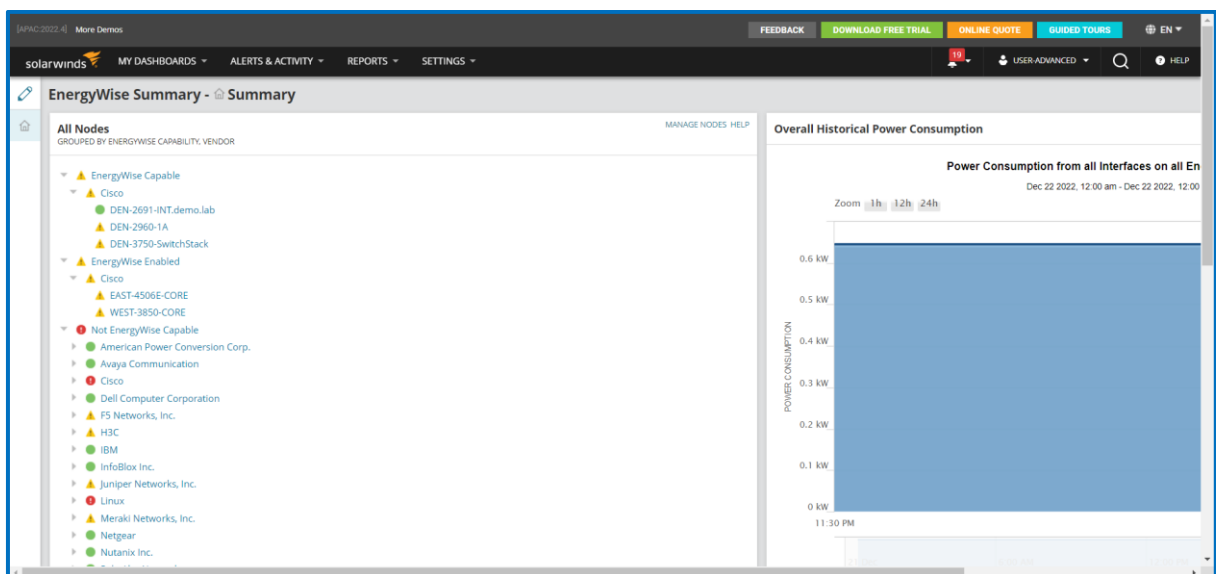 [APAC:2022.4] More Demos
FEEDBACK DOWNLOAD FREE TRIAL ONLINE QUOTE GUIDED TOURS EN
solarwinds MY DASHBOARDS ALERTS & ACTIVITY REPORTS SETTINGS 19 USER-ADVANCED ? HELP
EnergyWise Summary - Summary
All Nodes
MANAGE NODES HELP
GROUPED BY ENERGYWISE CAPABILITY, VENDOR
EnergyWise Capable
Cisco
DEN-2691-INT.demo.lab
DEN-2960-1A
DEN-3750-SwitchStack
EnergyWise Enabled
Cisco
EAST-4506E-CORE
WEST-3850-CORE
Not EnergyWise Capable
American Power Conversion Corp.
Avaya Communication
Cisco
Dell Computer Corporation
F5 Networks, Inc.
H3C
IBM
InfoBlox Inc.
Juniper Networks, Inc.
Linux
Meraki Networks, Inc.
Netgear
Nutanix Inc.
Overall Historical Power Consumption
Power Consumption from all Interfaces on all En
Dec 22 2022, 12:00 am - Dec 22 2022, 12:00
Zoom 1h 12h 24h
POWER CONSUMPTION
0.6 kW
0.5 kW
0.4 kW
0.3 kW
0.2 kW
0.1 kW
0 kW
11:30 PM